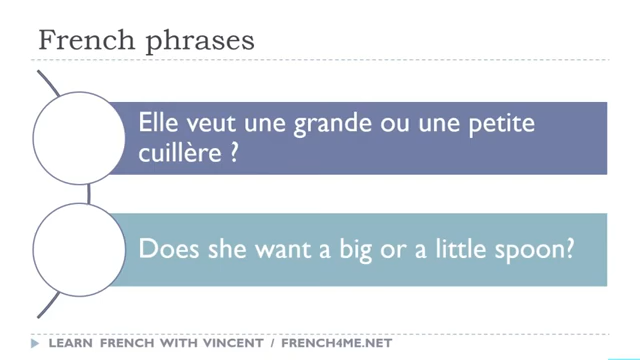 French phrases
Elle veut une grande ou une petite
cuillère ?
Does she want a big or a little spoon?
LEARN FRENCH WITH VINCENT / FRENCH4ME.NET